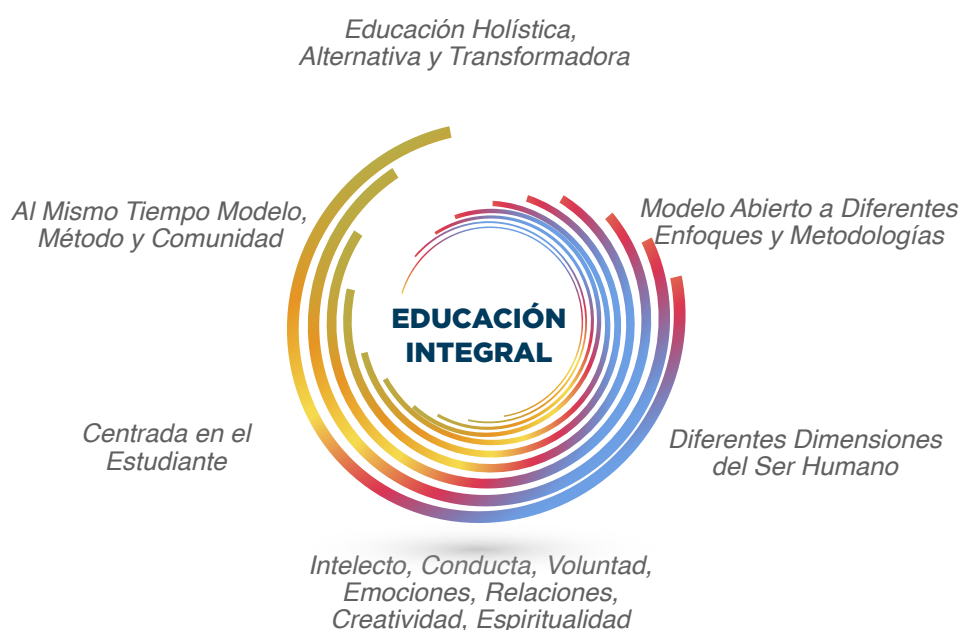 Educación Holística,
Alternativa y Transformadora
Al Mismo Tiempo Modelo,
Método y Comunidad
Modelo Abierto a Diferentes
Enfoques y Metodologías
EDUCACIÓN
INTEGRAL
Centrada en el
Estudiante
Diferentes Dimensiones
del Ser Humano
Intelecto, Conducta, Voluntad,
Emociones, Relaciones,
Creatividad, Espiritualidad